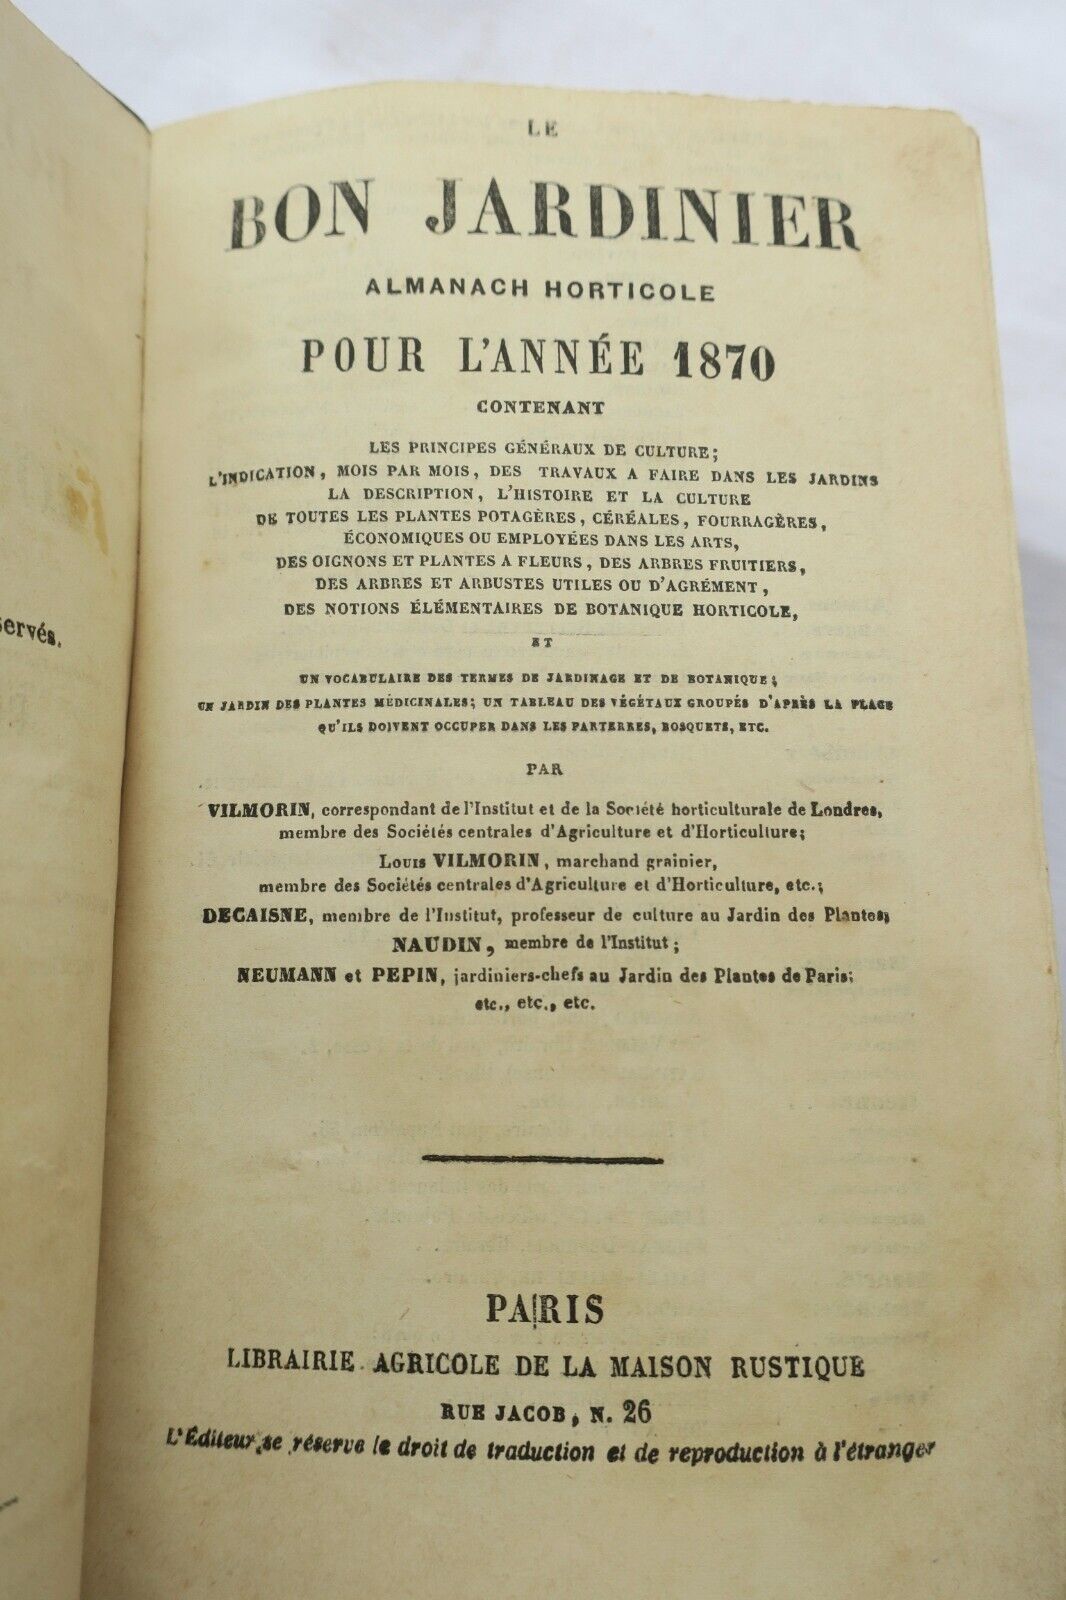 servés.
LE
BON JARDINIER
ALMANACH HORTICOLE
POUR L'ANNÉE 1870
CONTENANT
LES PRINCIPES GÉNÉRAUX DE CULTURE;
L'INDICATION, MOIS PAR MOIS, DES TRAVAUX A FAIRE DANS LES JARDINS
LA DESCRIPTION, L'HISTOIRE ET LA CULTURE
DE TOUTES LES PLANTES POTAGÈRES, CÉRÉALES, FOURRAGÈRES,
ÉCONOMIQUES OU EMPLOYÉES DANS LES ARTS,
DES OIGNONS ET PLANTES A FLEURS, DES ARBRES FRUITIERS,
DES ARBRES ET ARBUSTES UTILES OU D'AGRÉMENT,
DES NOTIONS ÉLÉMENTAIRES DE BOTANIQUE HORTICOLE,
ET
UN VOCABULAIRE DES TERMES DE JARDINAGE ET DE BOTANIQUE;
UN JARDIN DES PLANTES MÉDICINALES; UN TABLEAU DES VÉGÉTAUX GROUPÉS D'APRÈS LA PLACE
QU'ILS DOIVENT OCCUPER DANS LES PARTERRES, BOSQUETS, ETC.
PAR
VILMORIN, correspondant de l'Institut et de la Société horticulturale de Londres,
membre des Sociétés centrales d'Agriculture et d'Horticulture;
LOUIS VILMORIN, marchand grainier,
membre des Sociétés centrales d'Agriculture et d'Horticulture, etc.;
DECAISNE, membre de l'Institut, professeur de culture au Jardin des Plantes,
NAUDIN, membre de l'Institut;
NEUMANN et PEPIN, jardiniers-chefs au Jardin des Plantes de Paris;
etc., etc., etc.
PARIS
LIBRAIRIE AGRICOLE DE LA MAISON RUSTIQUE
RUE JACOB, N. 26
L'Éditeur se réserve le droit de traduction et de reproduction à l'étranger